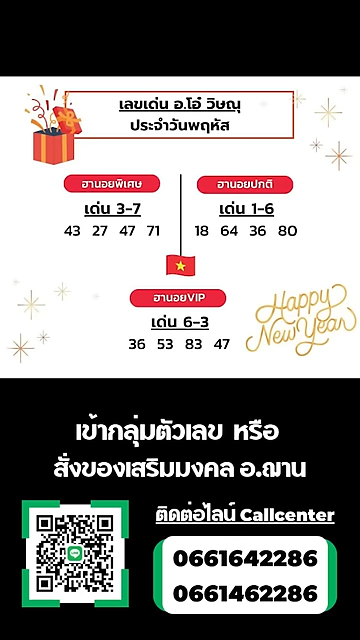 เลขเด่น อ.โอ๋ วิษณุ
ประจำวันพฤหัส
ฮานอยพิเศษ
เด่น 3-7
43 27 47 71
ฮานอยปกติ
เด่น 1-6
18 64 36 80
ฮานอยVIP
เด่น 6-3
36 53 83 47
Happy
New Year
เข้ากลุ่มตัวเลข หรือ
สั่งของเสริมมงคล อ.ฌาน
ติดต่อไลน์ Callcenter
0661642286
0661462286